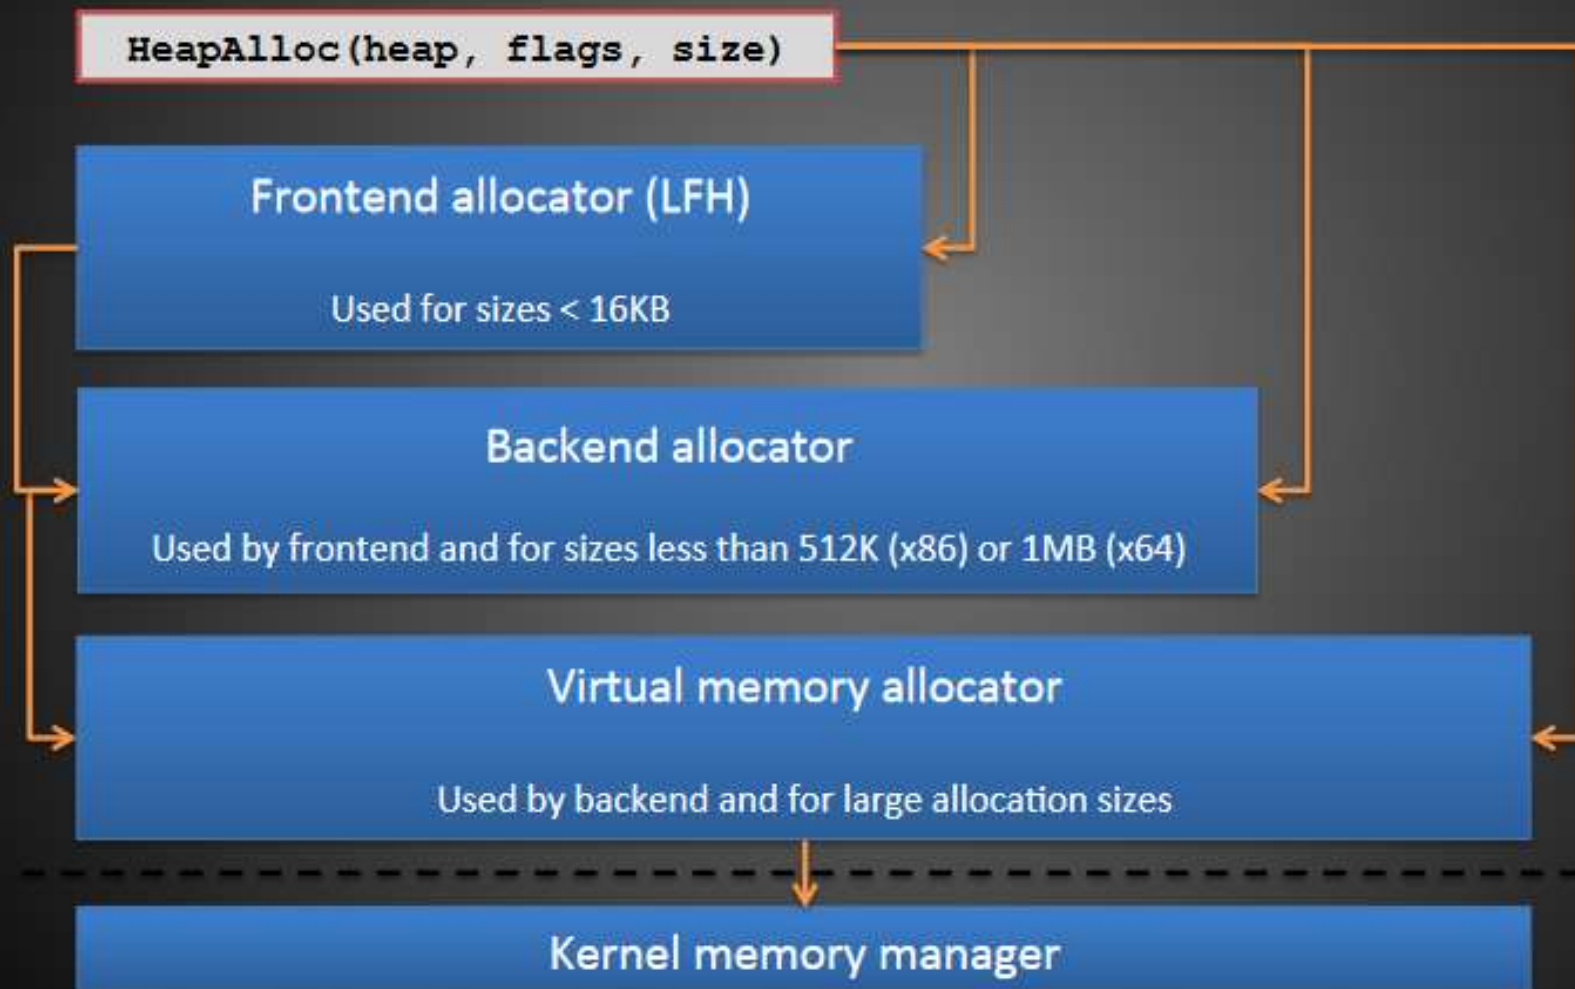 HeapAlloc(heap, flags, size)
Frontend allocator (LFH)
Used for sizes < 16KB
Backend allocator
Used by frontend and for sizes less than 512K (x86) or 1MB (x64)
Virtual memory allocator
Used by backend and for large allocation sizes
Kernel memory manager